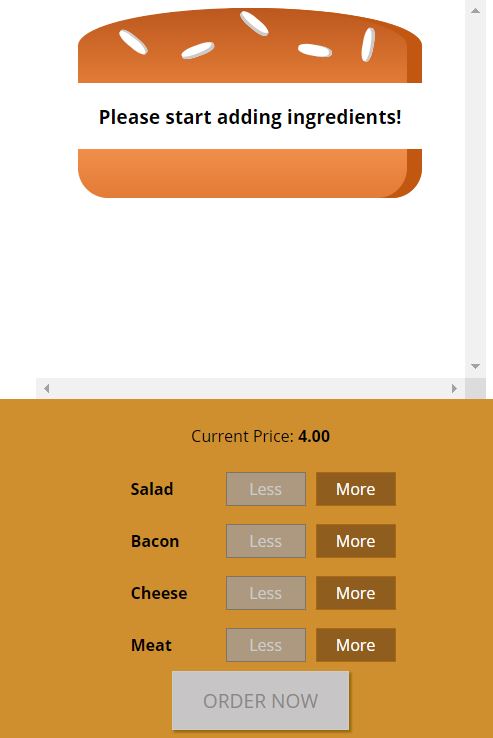 Please start adding ingredients!
Current Price: 4.00
Salad Less More
Bacon Less More
Cheese Less More
Meat Less More
ORDER NOW